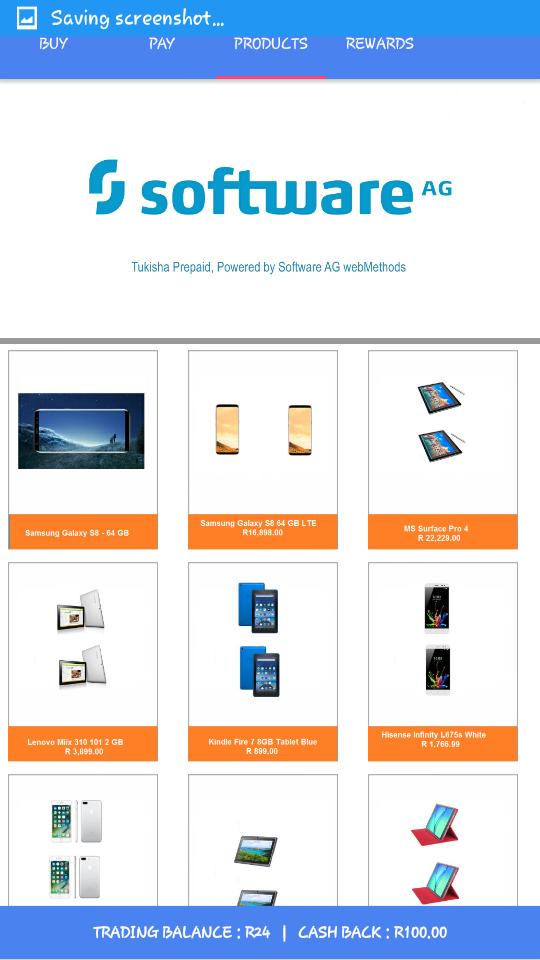 Saving screenshot...
BUY PAY PRODUCTS REWARDS
software AG
Tukisha Prepaid, Powered by Software AG webMethods
Samsung Galaxy S8 - 64 GB
Samsung Galaxy S8 64 GB LTE
R16,898.00
MS Surface Pro 4
R 22,229.00
Lenovo Miix 310 101 2 GB
R 3,899.00
Kindle Fire 7 8GB Tablet Blue
R 899,00
Hisense Infinity L675s White
R 1,766.99
TRADING BALANCE : R24 | CASH BACK : R100.00